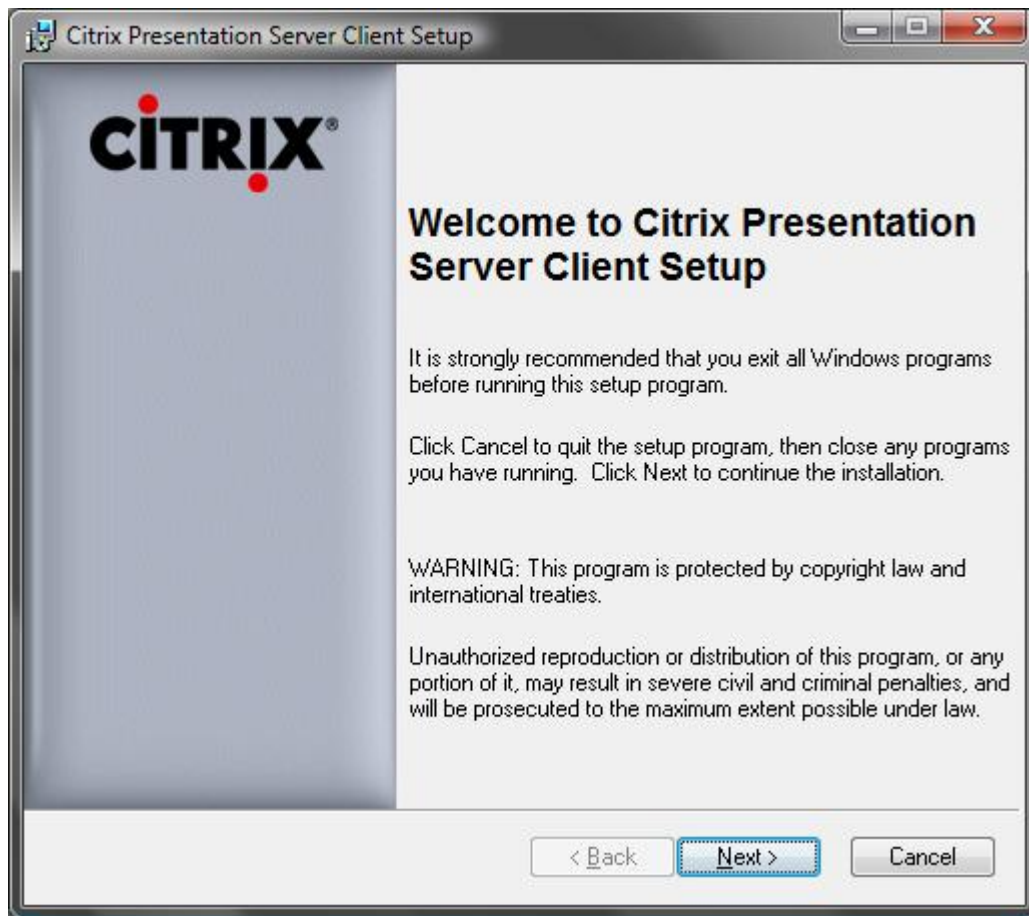 Citrix Presentation Server Client Setup
CİTRIX®
Welcome to Citrix Presentation
Server Client Setup
It is strongly recommended that you exit all Windows programs
before running this setup program.
Click Cancel to quit the setup program, then close any programs
you have running.  Click Next to continue the installation.
WARNING: This program is protected by copyright law and
international treaties.
Unauthorized reproduction or distribution of this program, or any
portion of it, may result in severe civil and criminal penalties, and
will be prosecuted to the maximum extent possible under law.
< Back
Next >
Cancel